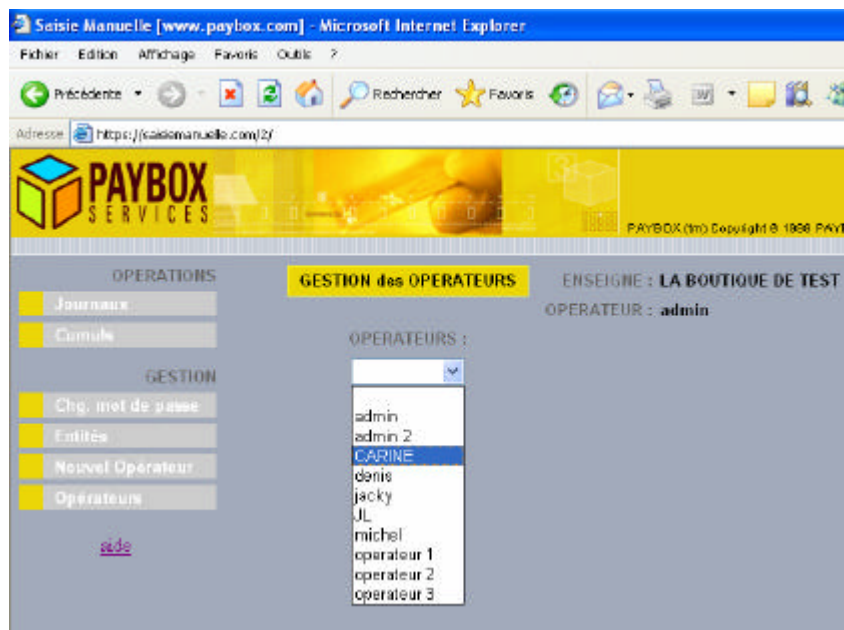 Saisie Manuelle [www.paybox.com] - Microsoft Internet Explorer
Fichier Edition Affichage Favoris Outils ?
Précédente Rechercher Favoris
Adresse https://saisiemanuelle.com/2/
PAYBOX
SERVICES
PAYBOX (tm) Copyright ©
OPERATIONS
Journaux
Cumuls
GESTION
Chg. mot de passe
Entités
Nouvel Opérateur
Opérateurs
aide
GESTION des OPERATEURS
ENSEIGNE : LA BOUTIQUE DE TEST
OPERATEUR : admin
OPERATEURS :
admin
admin 2
CARINE
denis
jacky
JL
michel
operateur 1
operateur 2
operateur 3